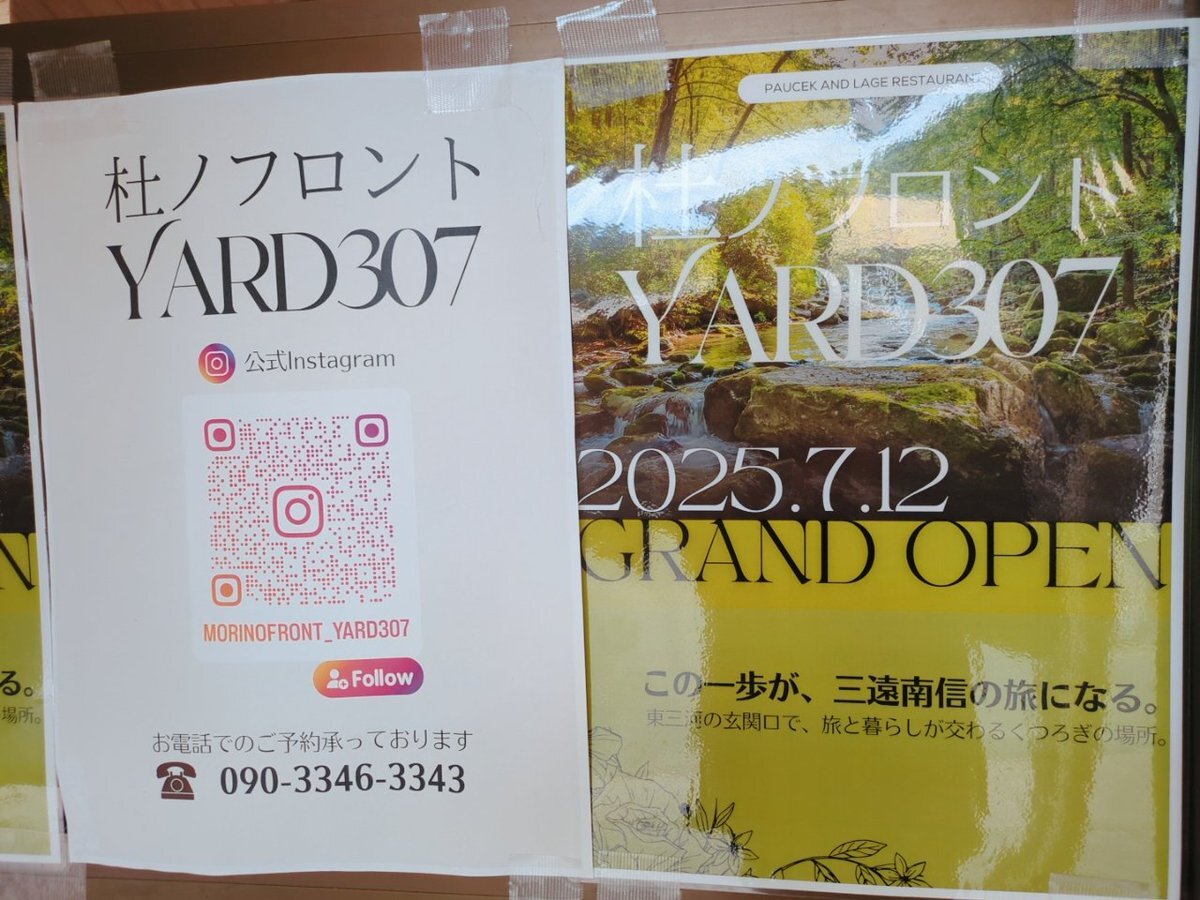 杜ノフロント
YARD307
公式Instagram
MORINOFRONT_YARD307
Follow
お電話でのご予約承っております
090-3346-3343
PAUCEK AND LAGE RESTAURANT
杜ノフロント
YARD307
2025.7.12
GRAND OPEN
この一歩が、三遠南信の旅になる。
東三河の玄関口で、旅と暮らしが交わるくつろぎの場所。
N
る。
場所。